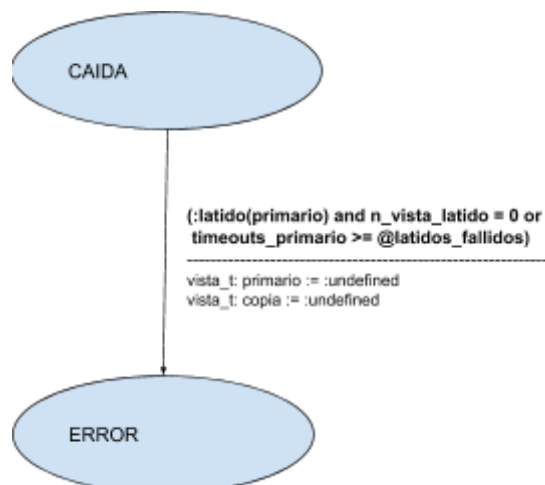 CAIDA
(:latido(primario) and n_vista_latido = 0 or
timeouts_primario >= @latidos_fallidos)
vista_t: primario := :undefined
vista_t: copia := :undefined
ERROR